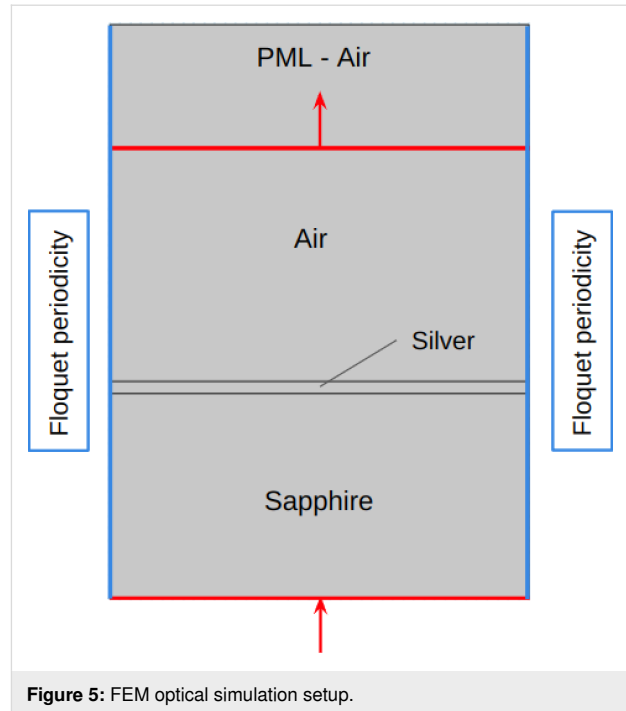 PML - Air
Air
Floquet periodicity
Floquet periodicity
Silver
Sapphire
Figure 5: FEM optical simulation setup.